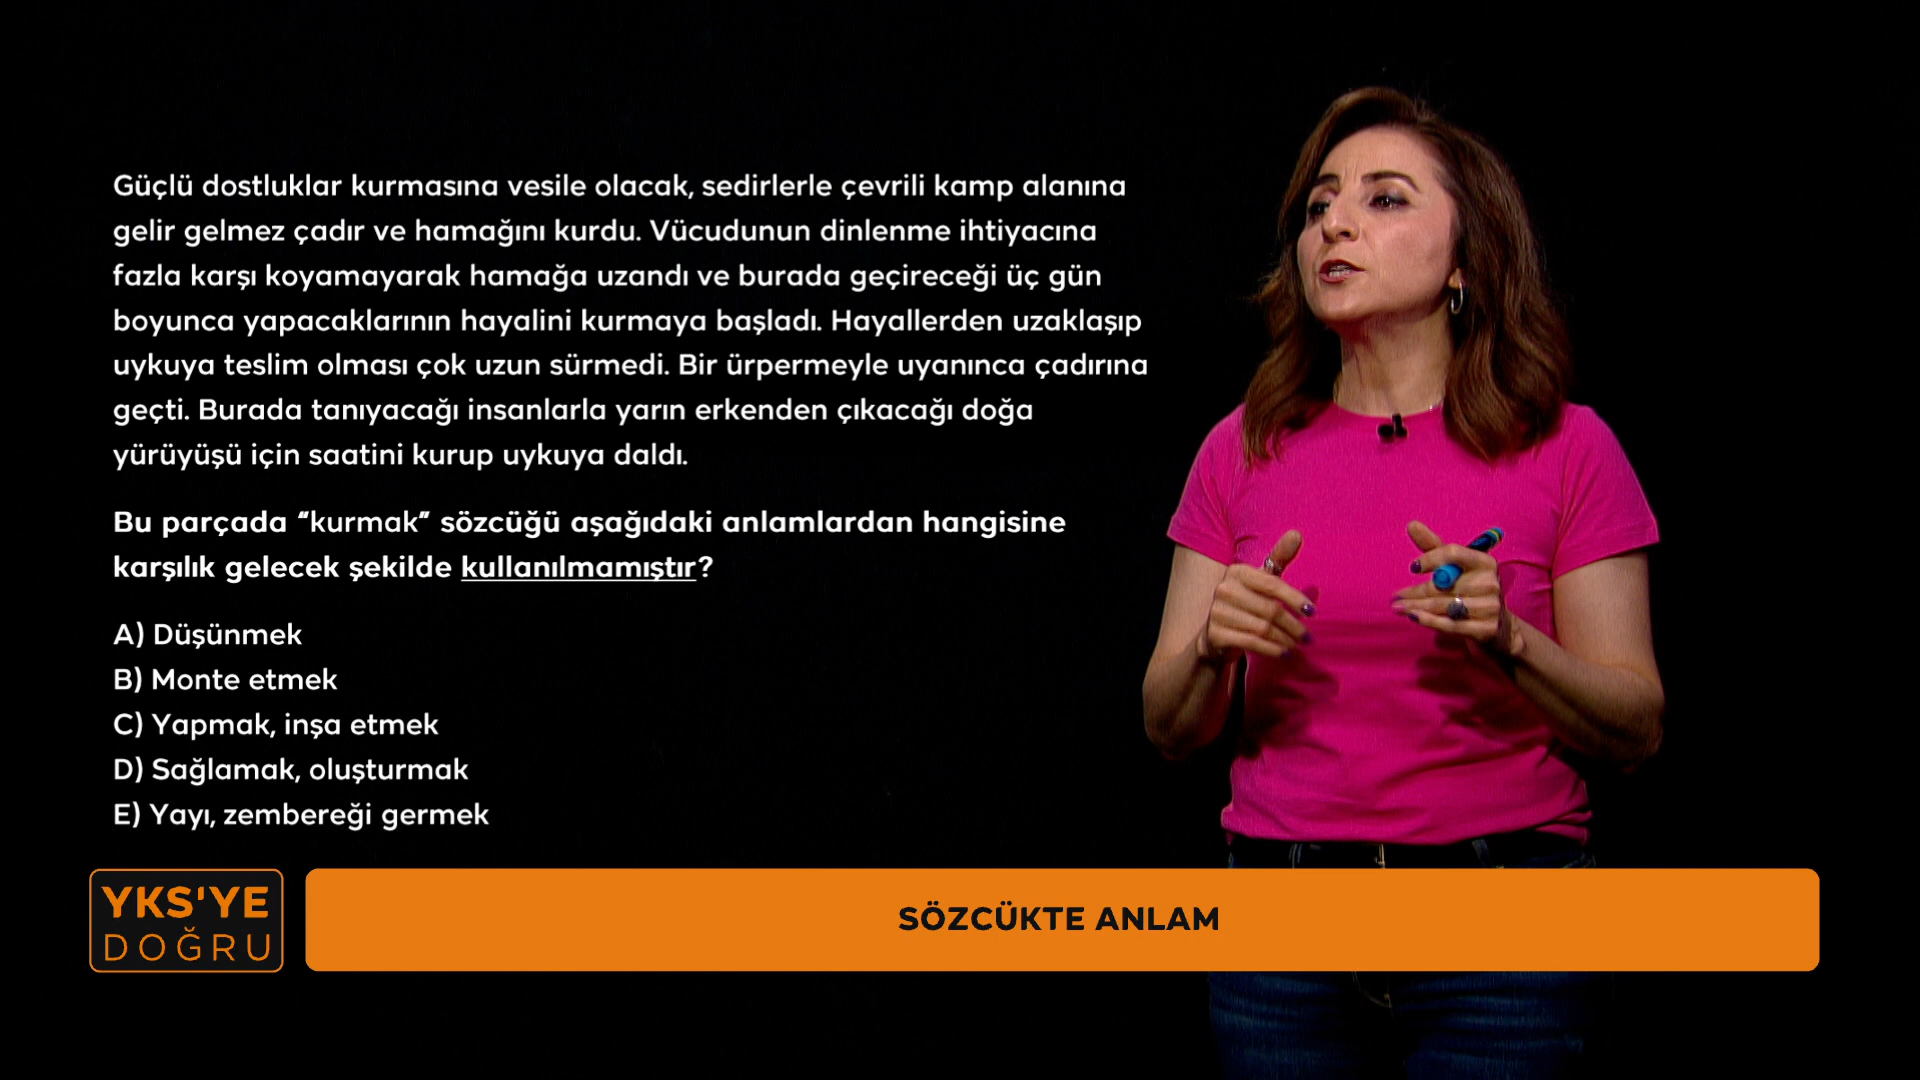 Güçlü dostluklar kurmasına vesile olacak, sedirlerle çevrili kamp alanına
gelir gelmez çadır ve hamağını kurdu. Vücudunun dinlenme ihtiyacına
fazla karşı koyamayarak hamağa uzandı ve burada geçireceği üç gün
boyunca yapacaklarının hayalini kurmaya başladı. Hayallerden uzaklaşıp
uykuya teslim olması çok uzun sürmedi. Bir ürpermeyle uyanınca çadırına
geçti. Burada tanıyacağı insanlarla yarın erkenden çıkacağı doğa
yürüyüşü için saatini kurup uykuya daldı.
Bu parçada “kurmak” sözcüğü aşağıdaki anlamlardan hangisine
karşılık gelecek şekilde kullanılmamıştır?
A) Düşünmek
B) Monte etmek
C) Yapmak, inşa etmek
D) Sağlamak, oluşturmak
E) Yayı, zembereği germek
YKS'YE
DOĞRU
SÖZCÜKTE ANLAM